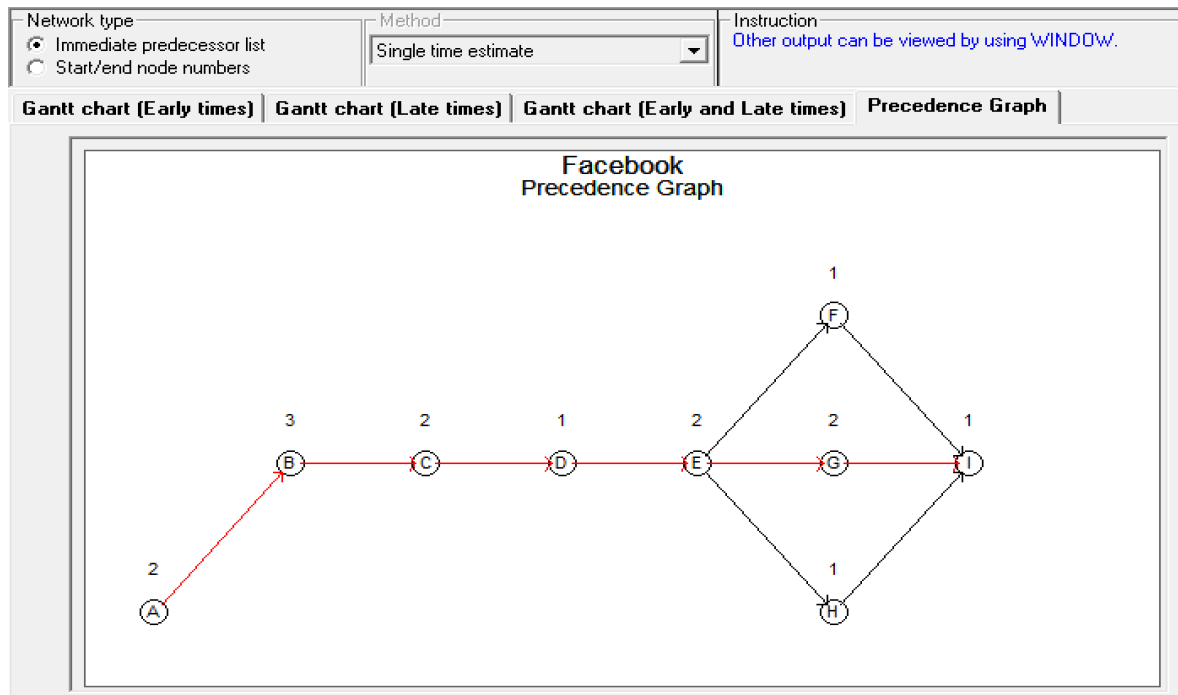 Network type
Immediate predecessor list
Start/end node numbers
Method
Single time estimate
Instruction
Other output can be viewed by using WINDOW.
Gantt chart (Early times)
Gantt chart (Late times)
Gantt chart (Early and Late times)
Precedence Graph
Facebook
Precedence Graph
1
F
3
2
1
2
2
1
B
C
D
E
G
I
2
1
A
H